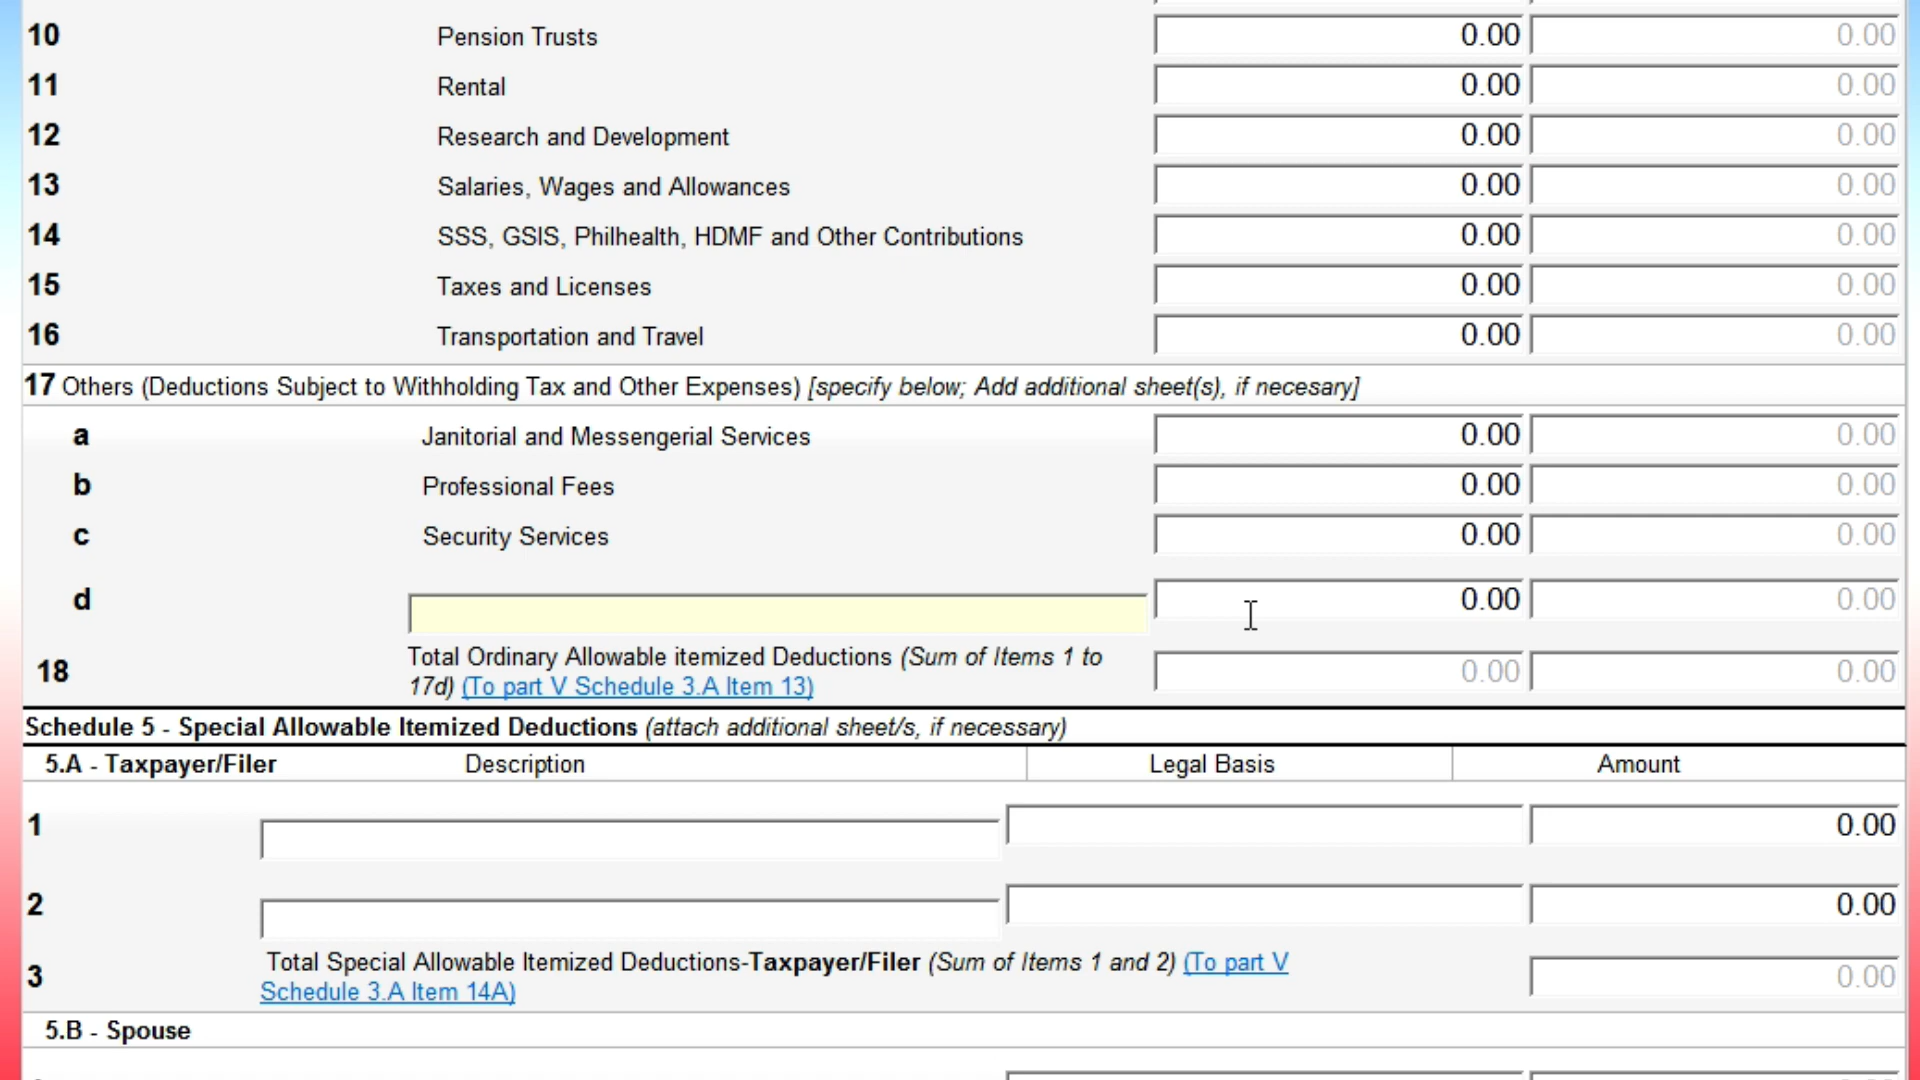 10 Pension Trusts 0.00 0.00
11 Rental 0.00 0.00
12 Research and Development 0.00 0.00
13 Salaries, Wages and Allowances 0.00 0.00
14 SSS, GSIS, Philhealth, HDMF and Other Contributions 0.00 0.00
15 Taxes and Licenses 0.00 0.00
16 Transportation and Travel 0.00 0.00
17 Others (Deductions Subject to Withholding Tax and Other Expenses) [specify below; Add additional sheet(s), if necesary]
a Janitorial and Messengerial Services 0.00 0.00
b Professional Fees 0.00 0.00
c Security Services 0.00 0.00
d 0.00 0.00
18 Total Ordinary Allowable itemized Deductions (Sum of Items 1 to
17d) (To part V Schedule 3.A Item 13) 0.00 0.00
Schedule 5 - Special Allowable Itemized Deductions (attach additional sheet/s, if necessary)
5.A - Taxpayer/Filer Description Legal Basis Amount
1 0.00
2 0.00
3 Total Special Allowable Itemized Deductions-Taxpayer/Filer (Sum of Items 1 and 2) (To part V
Schedule 3.A Item 14A) 0.00
5.B - Spouse